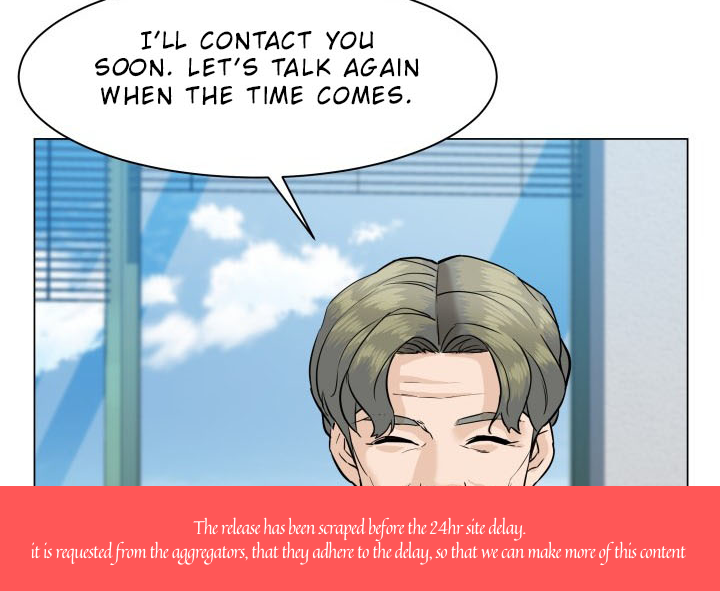 I'LL CONTACT YOU
SOON. LET'S TALK AGAIN
WHEN THE TIME COMES.
The release has been scraped before the 24hr site delay.
it is requested from the aggregators, that they adhere to the delay, so that we can make more of this content